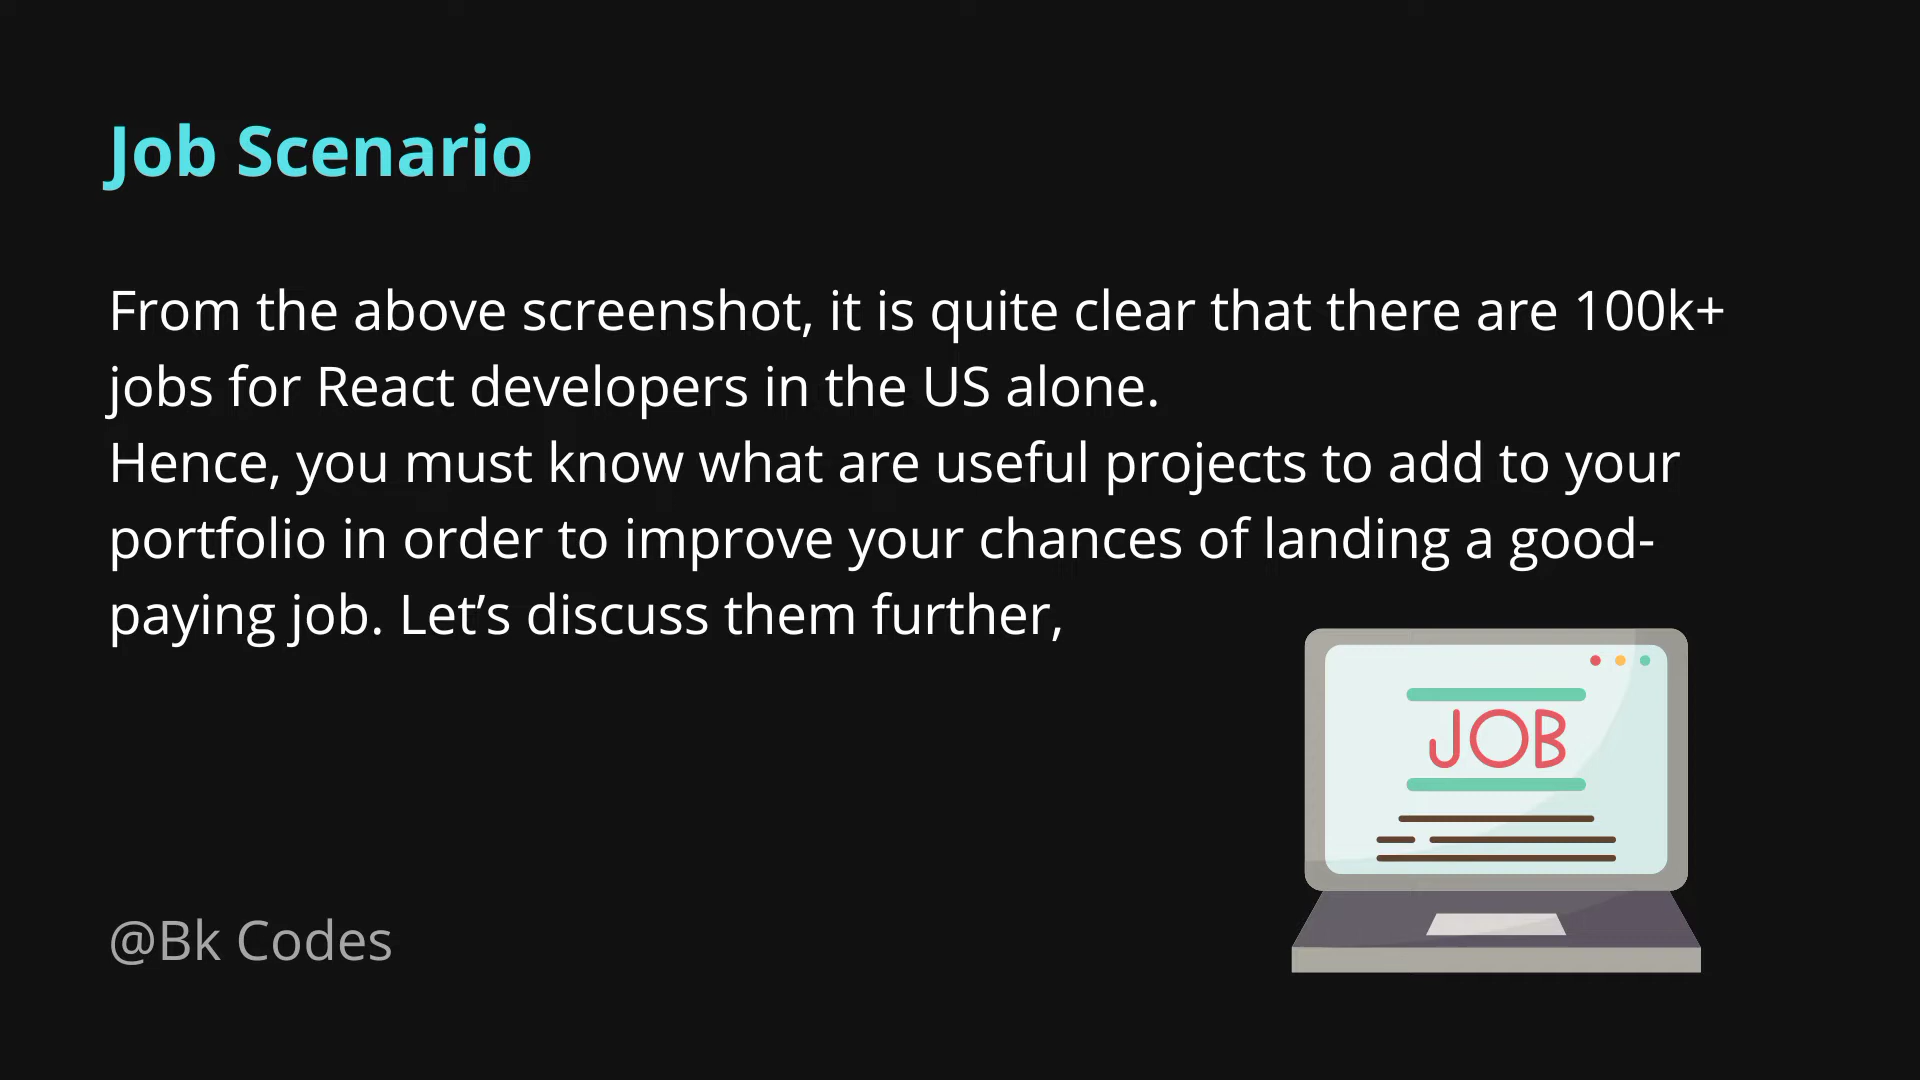 Job Scenario
From the above screenshot, it is quite clear that there are 100k+
jobs for React developers in the US alone.
Hence, you must know what are useful projects to add to your
portfolio in order to improve your chances of landing a good-
paying job. Let’s discuss them further,
JOB
@Bk Codes